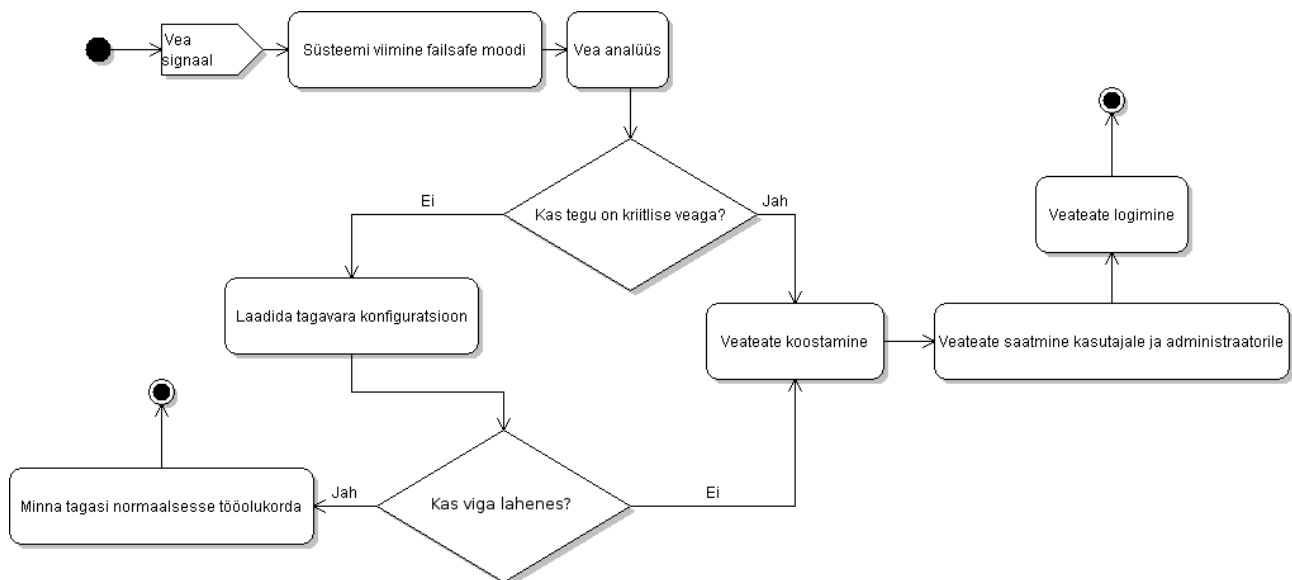 Vea
signaal
Süsteemi viimine failsafe moodi
Vea analüüs
Kas tegu on kriitlise veaga?
Ei
Jah
Veateate logimine
Laadida tagavara konfiguratsioon
Veateate koostamine
Veateate saatmine kasutajale ja administraatorile
Minna tagasi normaalsesse tööolukorda
Jah
Kas viga lahenes?
Ei